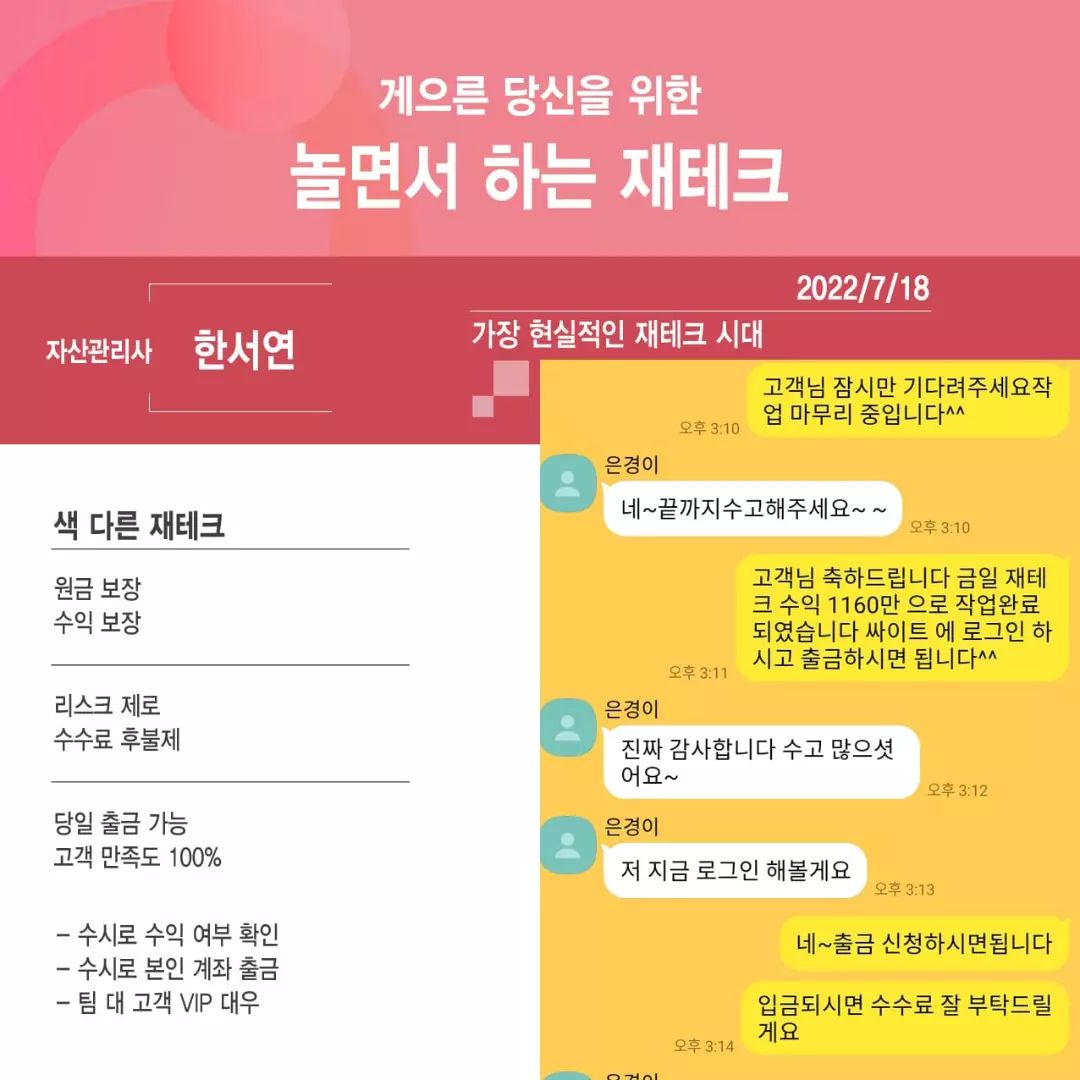 게으른 당신을 위한
놀면서 하는 재테크
자산관리사 한서연
2022/7/18
가장 현실적인 재테크 시대
색 다른 재테크
원금 보장
수익 보장
리스크 제로
수수료 후불제
당일 출금 가능
고객 만족도 100%
- 수시로 수익 여부 확인
- 수시로 본인 계좌 출금
- 팀 대 고객 VIP 대우
고객님 잠시만 기다려주세요작
업 마무리 중입니다^^
오후 3:10
은경이
네~끝까지수고해주세요~ ~
오후 3:10
고객님 축하드립니다 금일 재테
크 수익 1160만 으로 작업완료
되였습니다 싸이트 에 로그인 하
시고 출금하시면 됩니다^^
오후 3:11
은경이
진짜 감사합니다 수고 많으셧
어요~
오후 3:12
은경이
저 지금 로그인 해볼게요
오후 3:13
네~출금 신청하시면됩니다
입금되시면 수수료 잘 부탁드릴
게요
오후 3:14
은경이